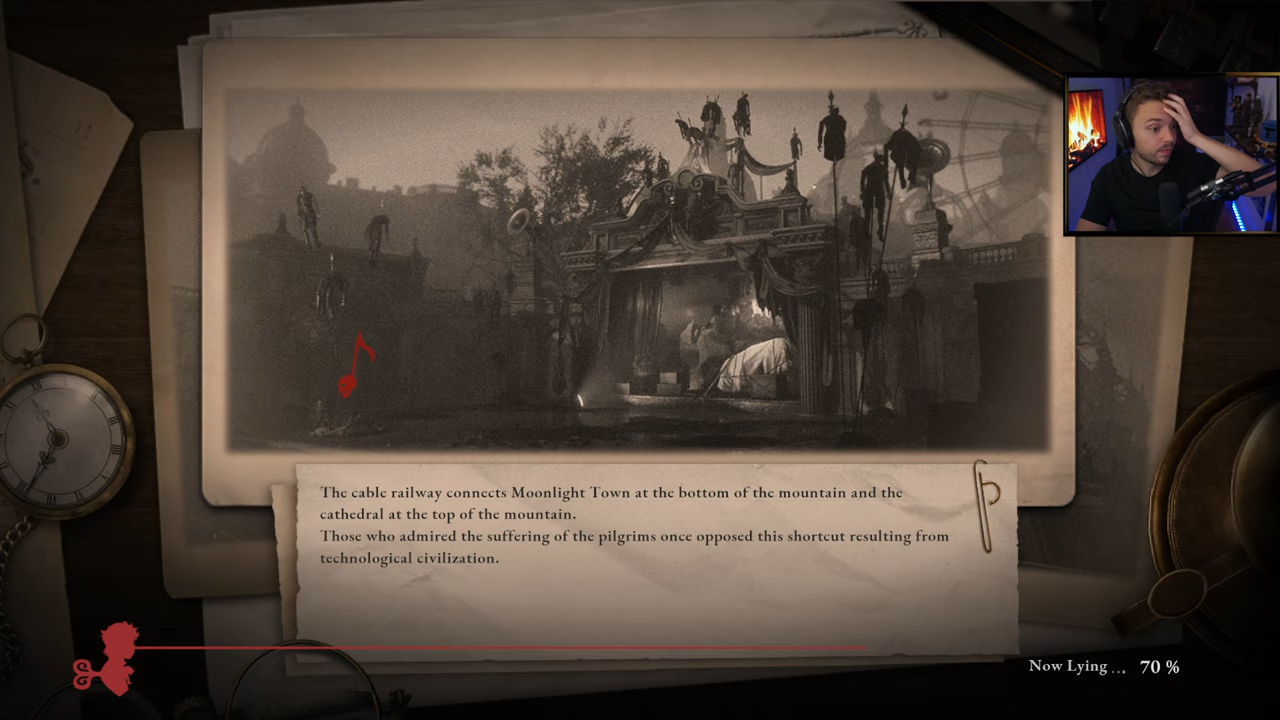 The cable railway connects Moonlight Town at the bottom of the mountain and the
cathedral at the top of the mountain.
Those who admired the suffering of the pilgrims once opposed this shortcut resulting from
technological civilization.
Now Lying ... 70 %